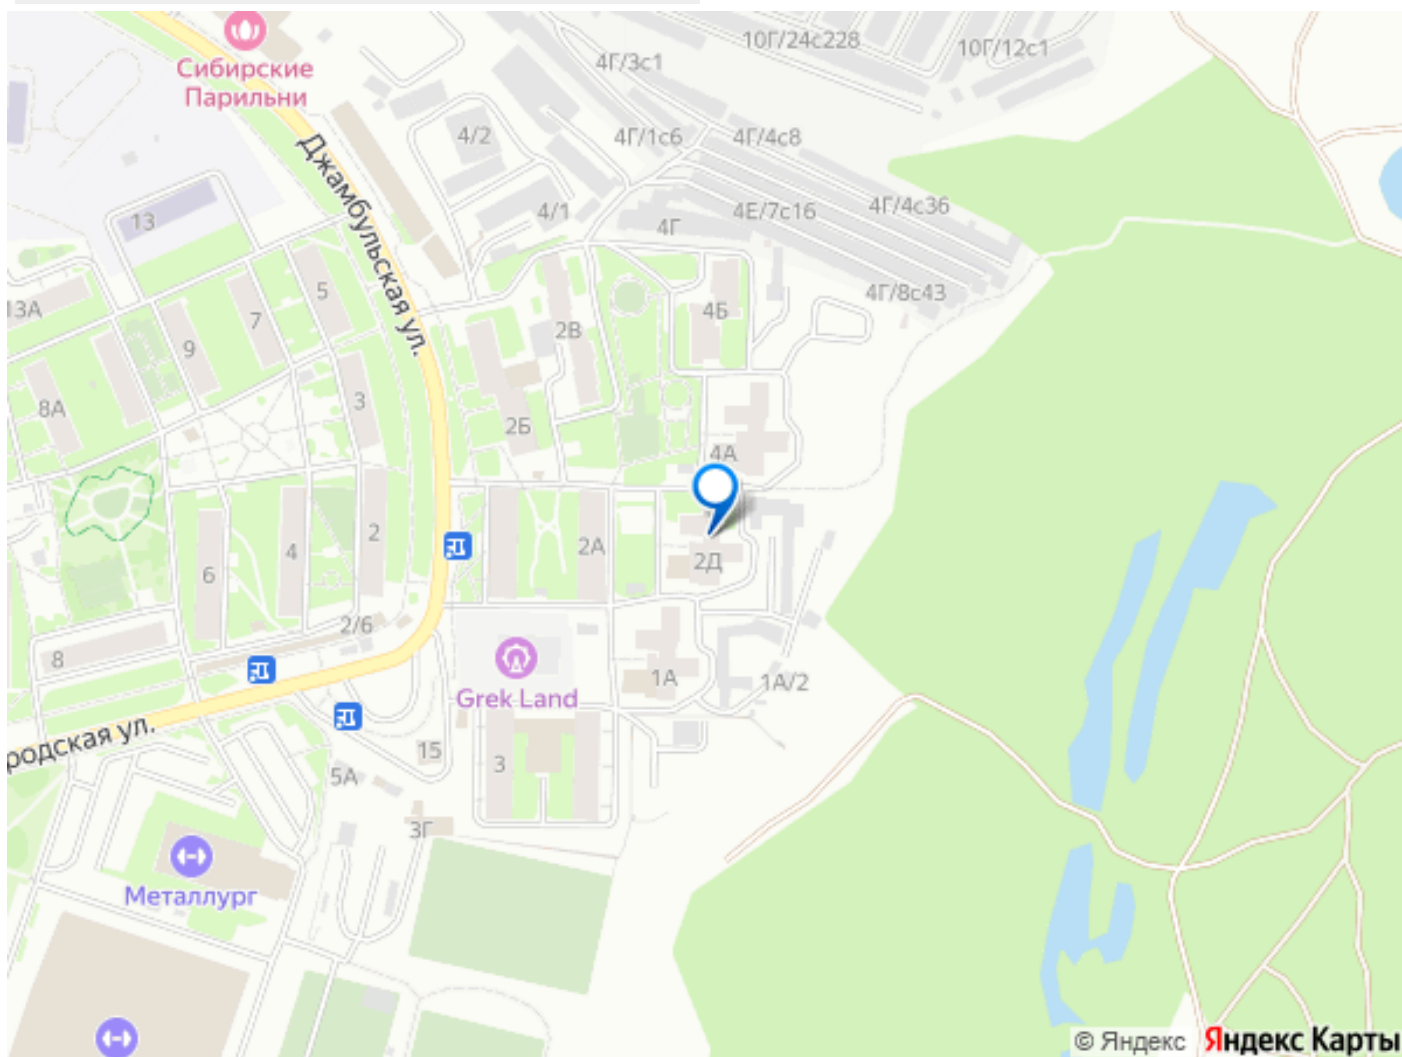 Сибирские
Парильни
10Г/24с228
10Г/12с1
4Г/3с1
4/2
4Г/1с6
4Г/4с8
Джамбульская ул.
13
4/1
4Г
4Е/7с16
4Г/4с36
4Г/8с43
13А
9
7
5
2В
4Б
8А
3
2Б
4А
6
4
2
2А
2Д
2/6
8
1А
1А/2
Grek Land
родская ул.
15
3
5А
3Г
Металлург
© Яндекс Яндекс Карты